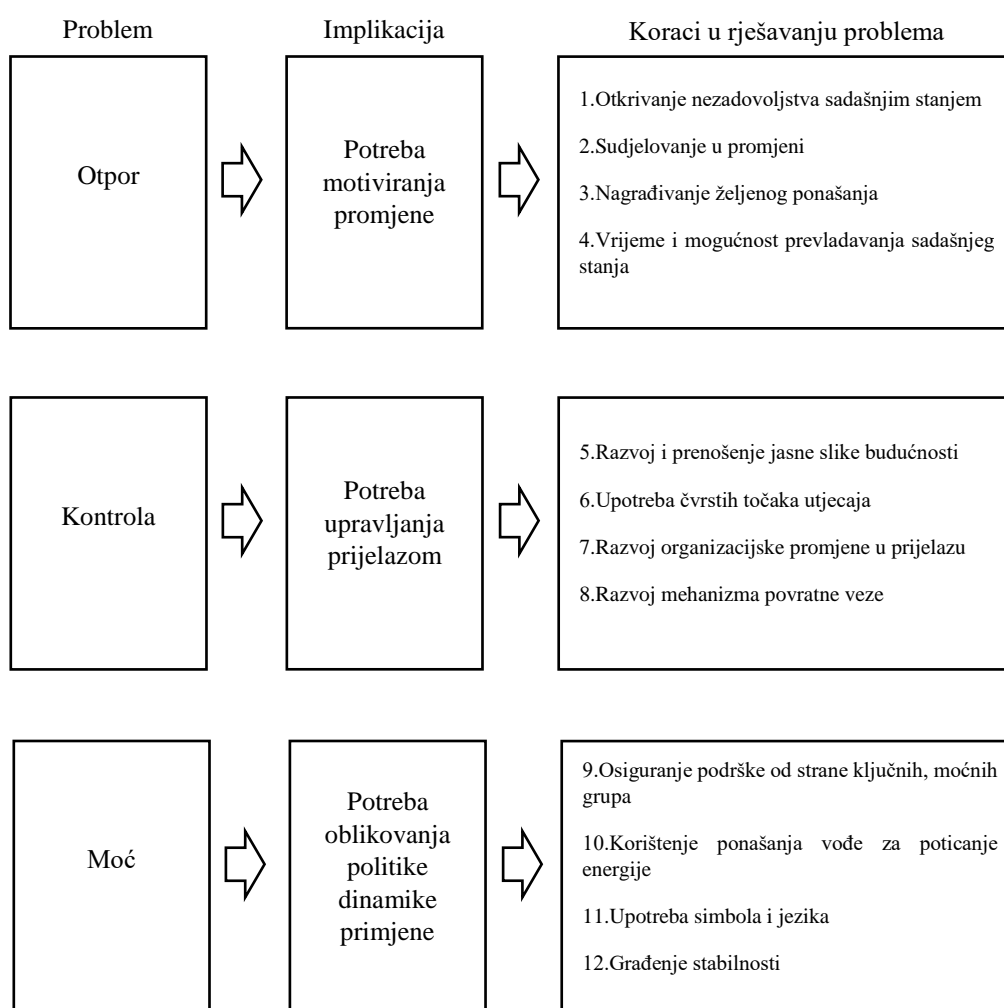 Problem
Implikacija
Koraci u rješavanju problema
Otpor
Potreba
motiviranja
promjene
1.Otkrivanje nezadovoljstva sadašnjim stanjem
2.Sudjelovanje u promjeni
3.Nagrađivanje željenog ponašanja
4.Vrijeme i mogućnost prevladavanja sadašnjeg
stanja
Kontrola
Potreba
upravljanja
prijelazom
5.Razvoj i prenošenje jasne slike budućnosti
6.Upotreba čvrstih točaka utjecaja
7.Razvoj organizacijske promjene u prijelazu
8.Razvoj mehanizma povratne veze
Moć
Potreba
oblikovanja
politike
dinamike
primjene
9.Osiguranje podrške od strane ključnih, moćnih
grupa
10.Korištenje ponašanja vođe za poticanje
energije
11.Upotreba simbola i jezika
12.Građenje stabilnosti